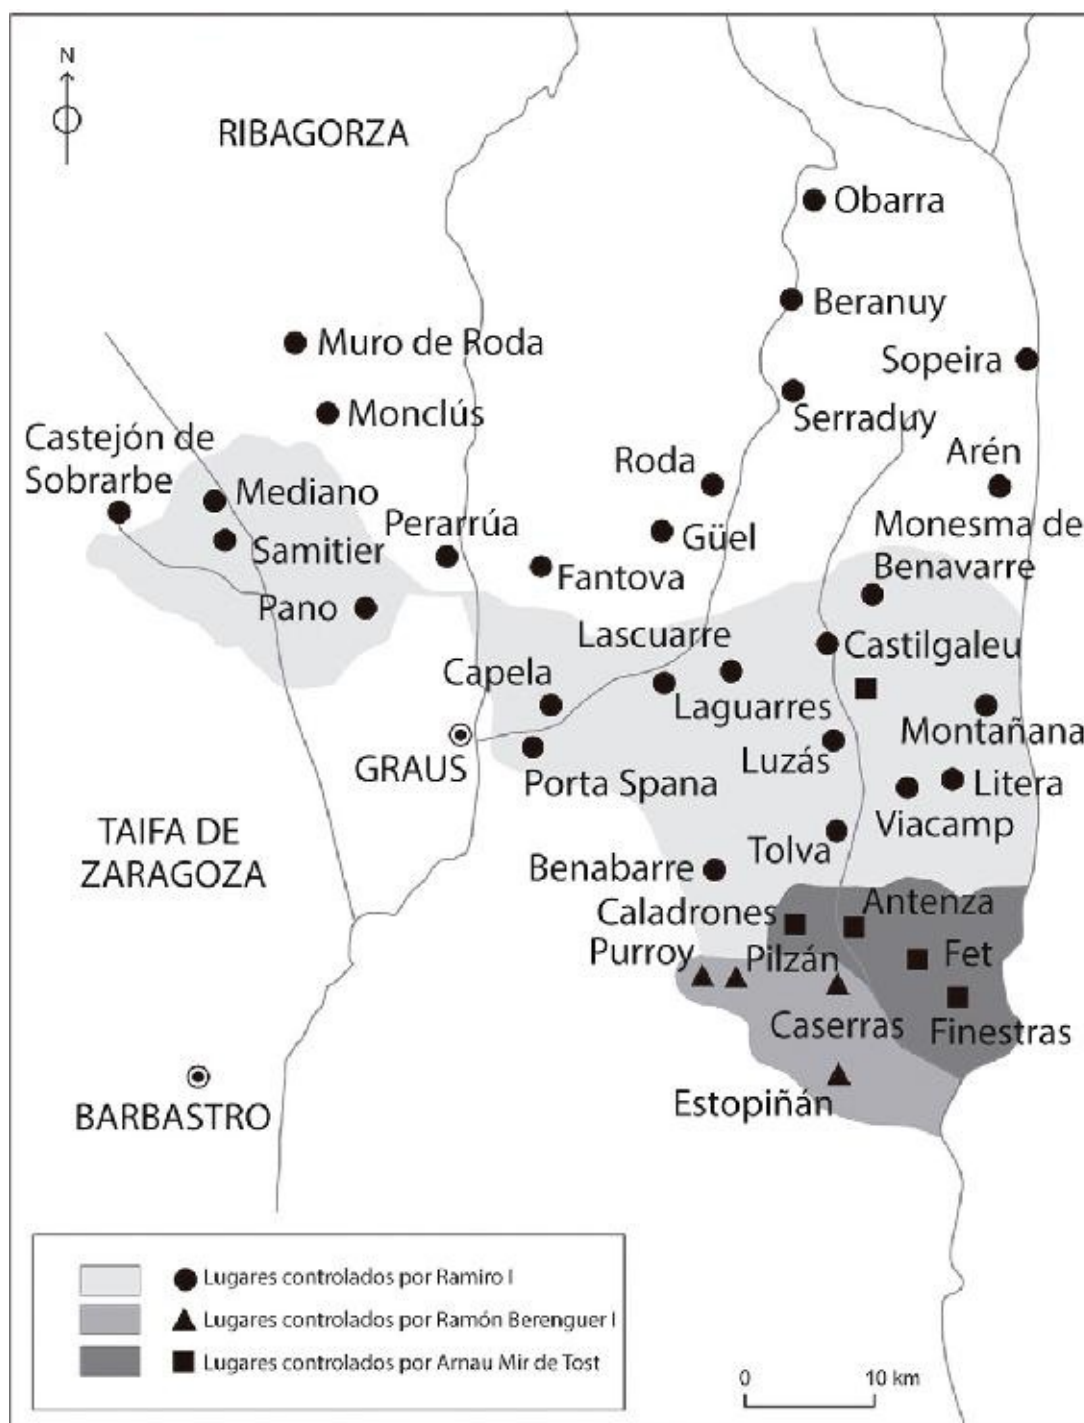 N
RIBAGORZA
Obarra
Beranuy
Muro de Roda
Sopeira
Monclús
Serraduy
Castejón de
Sobrarbe
Roda
Arén
Mediano
Perarrúa
Güel
Monesma de
Benavarre
Samitier
Fantova
Pano
Lascuarre
Castilgaleu
Capela
Laguarres
Montañana
GRAUS
Luzás
Porta Spana
Litera
Viacamp
TAIFA DE
ZARAGOZA
Tolva
Benabarre
Caladrones
Antenza
Purroy
Pilzán
Fet
Caserras
Finestras
BARBASTRO
Estopiñán
Lugares controlados por Ramiro I
Lugares controlados por Ramón Berenguer I
Lugares controlados por Arnau Mir de Tost
0 10 km